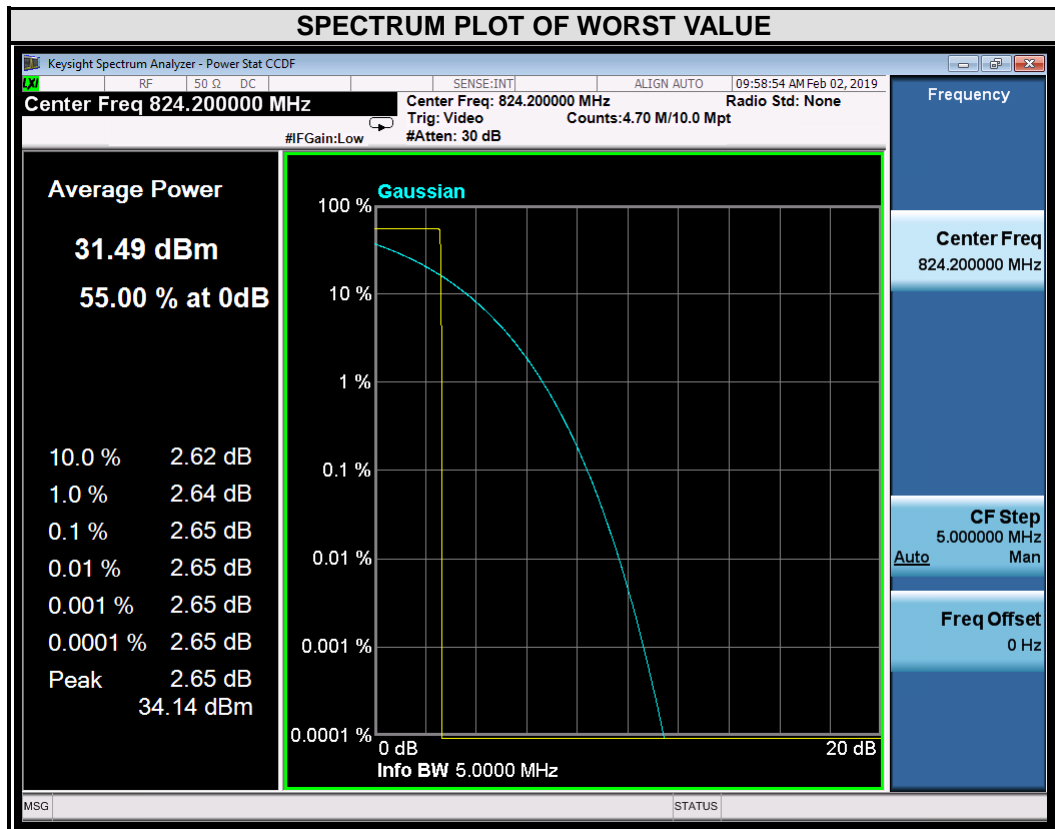 SPECTRUM PLOT OF WORST VALUE
Keysight Spectrum Analyzer - Power Stat CCDF
LXI RF 50 Ω DC SENSE:INT ALIGN AUTO 09:58:54 AM Feb 02, 2019
Center Freq 824.200000 MHz
Center Freq: 824.200000 MHz Radio Std: None
Trig: Video Counts:4.70 M/10.0 Mpt
#IFGain:Low #Atten: 30 dB
Frequency
Average Power
31.49 dBm
55.00 % at 0dB
10.0 % 2.62 dB
1.0 % 2.64 dB
0.1 % 2.65 dB
0.01 % 2.65 dB
0.001 % 2.65 dB
0.0001 % 2.65 dB
Peak 2.65 dB
34.14 dBm
Gaussian
100 %
10 %
1 %
0.1 %
0.01 %
0.001 %
0.0001 %
0 dB 20 dB
Info BW 5.0000 MHz
Center Freq
824.200000 MHz
CF Step
5.000000 MHz
Auto Man
Freq Offset
0 Hz
MSG STATUS